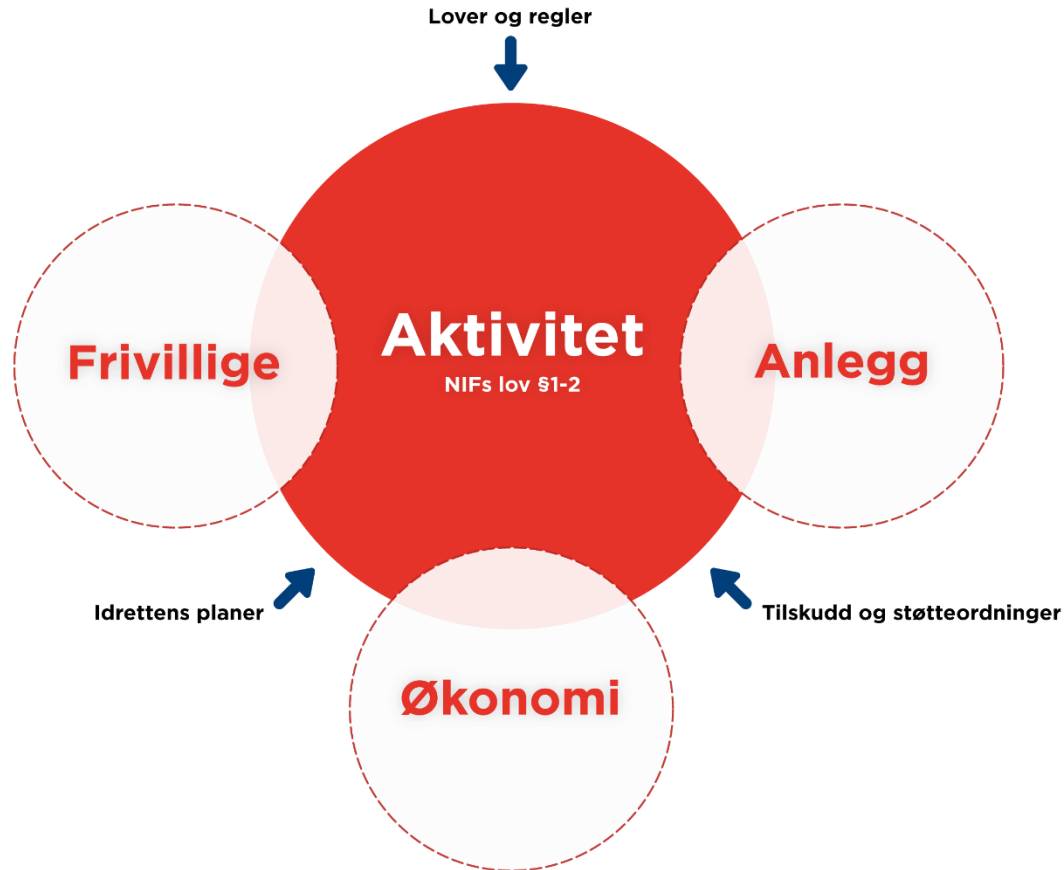 Lover og regler
Aktivitet
NIFs lov §1-2
Frivillige
Anlegg
Idrettens planer
Tilskudd og støtteordninger
Økonomi